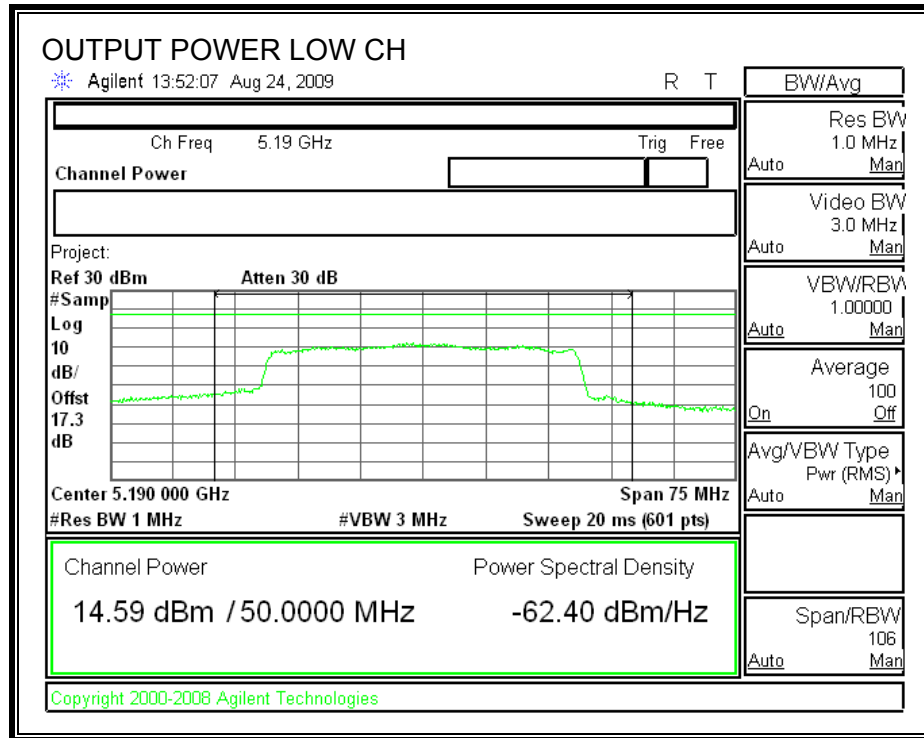 OUTPUT POWER LOW CH
Agilent 13:52:07 Aug 24, 2009 R T
BW/Avg
Ch Freq 5.19 GHz Trig Free
Channel Power
Project:
Ref 30 dBm Atten 30 dB
#Samp
Log
10
dB/
Offst
17.3
dB
Center 5.190 000 GHz Span 75 MHz
#Res BW 1 MHz #VBW 3 MHz Sweep 20 ms (601 pts)
Channel Power Power Spectral Density
14.59 dBm / 50.0000 MHz -62.40 dBm/Hz
Res BW
1.0 MHz
Auto Man
Video BW
3.0 MHz
Auto Man
VBW/RBW
1.00000
Auto Man
Average
100
On Off
Avg/VBW Type
Pwr (RMS)
Auto Man
Span/RBW
106
Auto Man
Copyright 2000-2008 Agilent Technologies